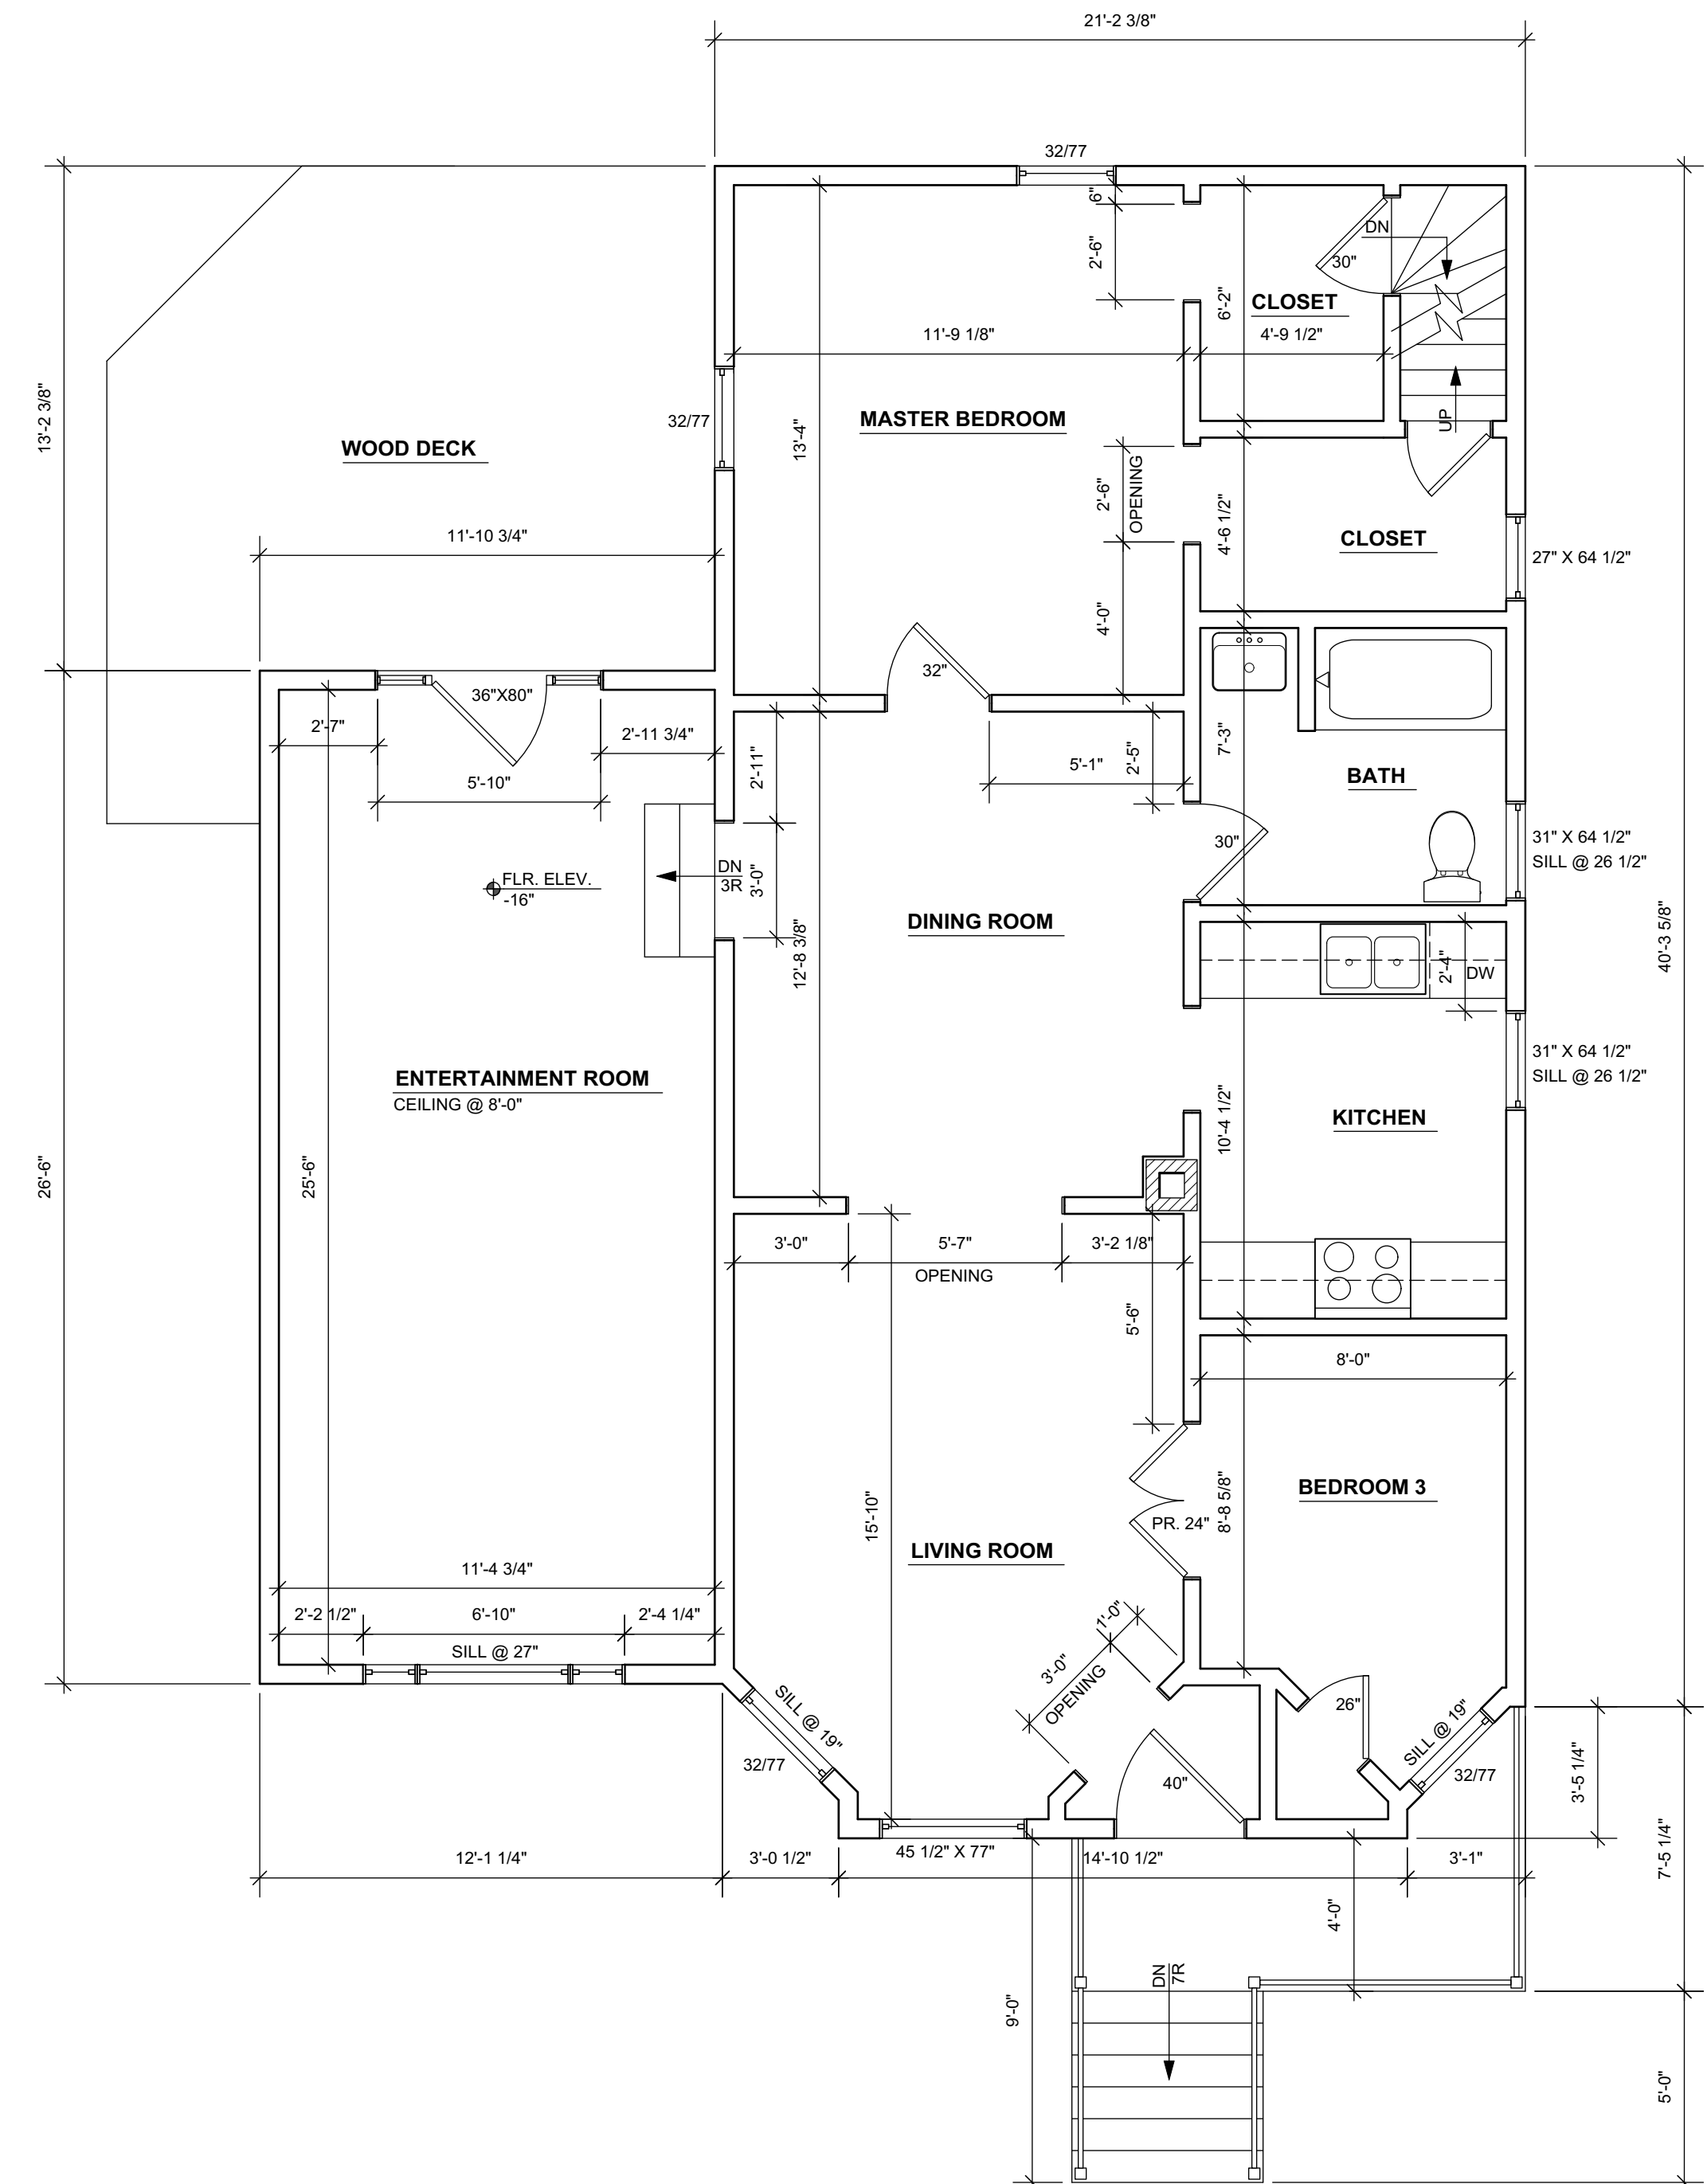 21'-2 3/8"
32/77
6"
2'-6"
DN
30"
CLOSET
6'-2"
11'-9 1/8"
4'-9 1/2"
13'-2 3/8"
32/77
MASTER BEDROOM
UP
WOOD DECK
13'-4"
2'-6"
OPENING
4'-6 1/2"
CLOSET
11'-10 3/4"
27" X 64 1/2"
4'-0"
32"
36"X80"
2'-7"
2'-11 3/4"
5'-10"
2'-11"
5'-1"
2'-5"
7'-3"
BATH
30"
31" X 64 1/2"
SILL @ 26 1/2"
DN
3R
3'-0"
FLR. ELEV.
-16"
DINING ROOM
12'-8 3/8"
40'-3 5/8"
2'-4"
DW
31" X 64 1/2"
SILL @ 26 1/2"
ENTERTAINMENT ROOM
CEILING @ 8'-0"
KITCHEN
10'-4 1/2"
26'-6"
25'-6"
3'-0"
5'-7"
OPENING
3'-2 1/8"
5'-6"
8'-0"
BEDROOM 3
8'-8 5/8"
15'-10"
PR. 24"
LIVING ROOM
11'-4 3/4"
2'-2 1/2"
6'-10"
2'-4 1/4"
SILL @ 27"
1'-0"
3'-0"
OPENING
SILL @ 19"
32/77
26"
SILL @ 19"
32/77
40"
3'-5 1/4"
7'-5 1/4"
12'-1 1/4"
3'-0 1/2"
45 1/2" X 77"
14'-10 1/2"
3'-1"
4'-0"
DN
7R
9'-0"
5'-0"